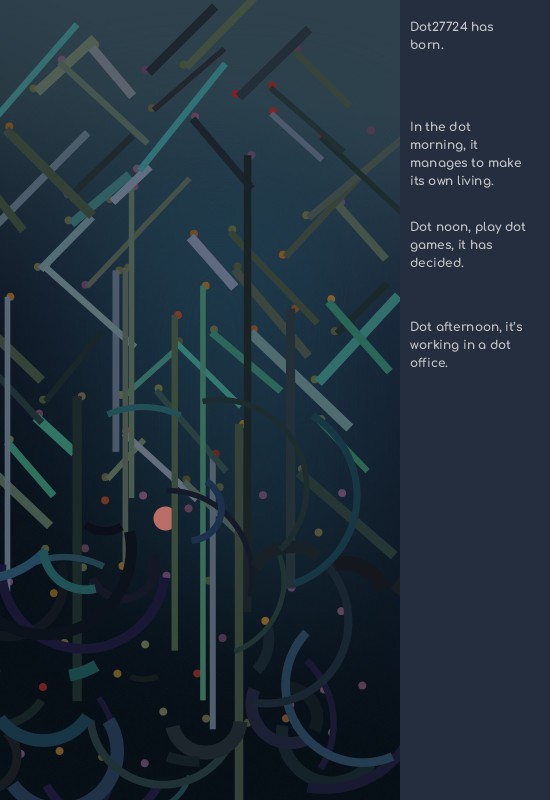 Dot27724 has
born.
In the dot
morning, it
manages to make
its own living.
Dot noon, play dot
games, it has
decided.
Dot afternoon, it's
working in a dot
office.